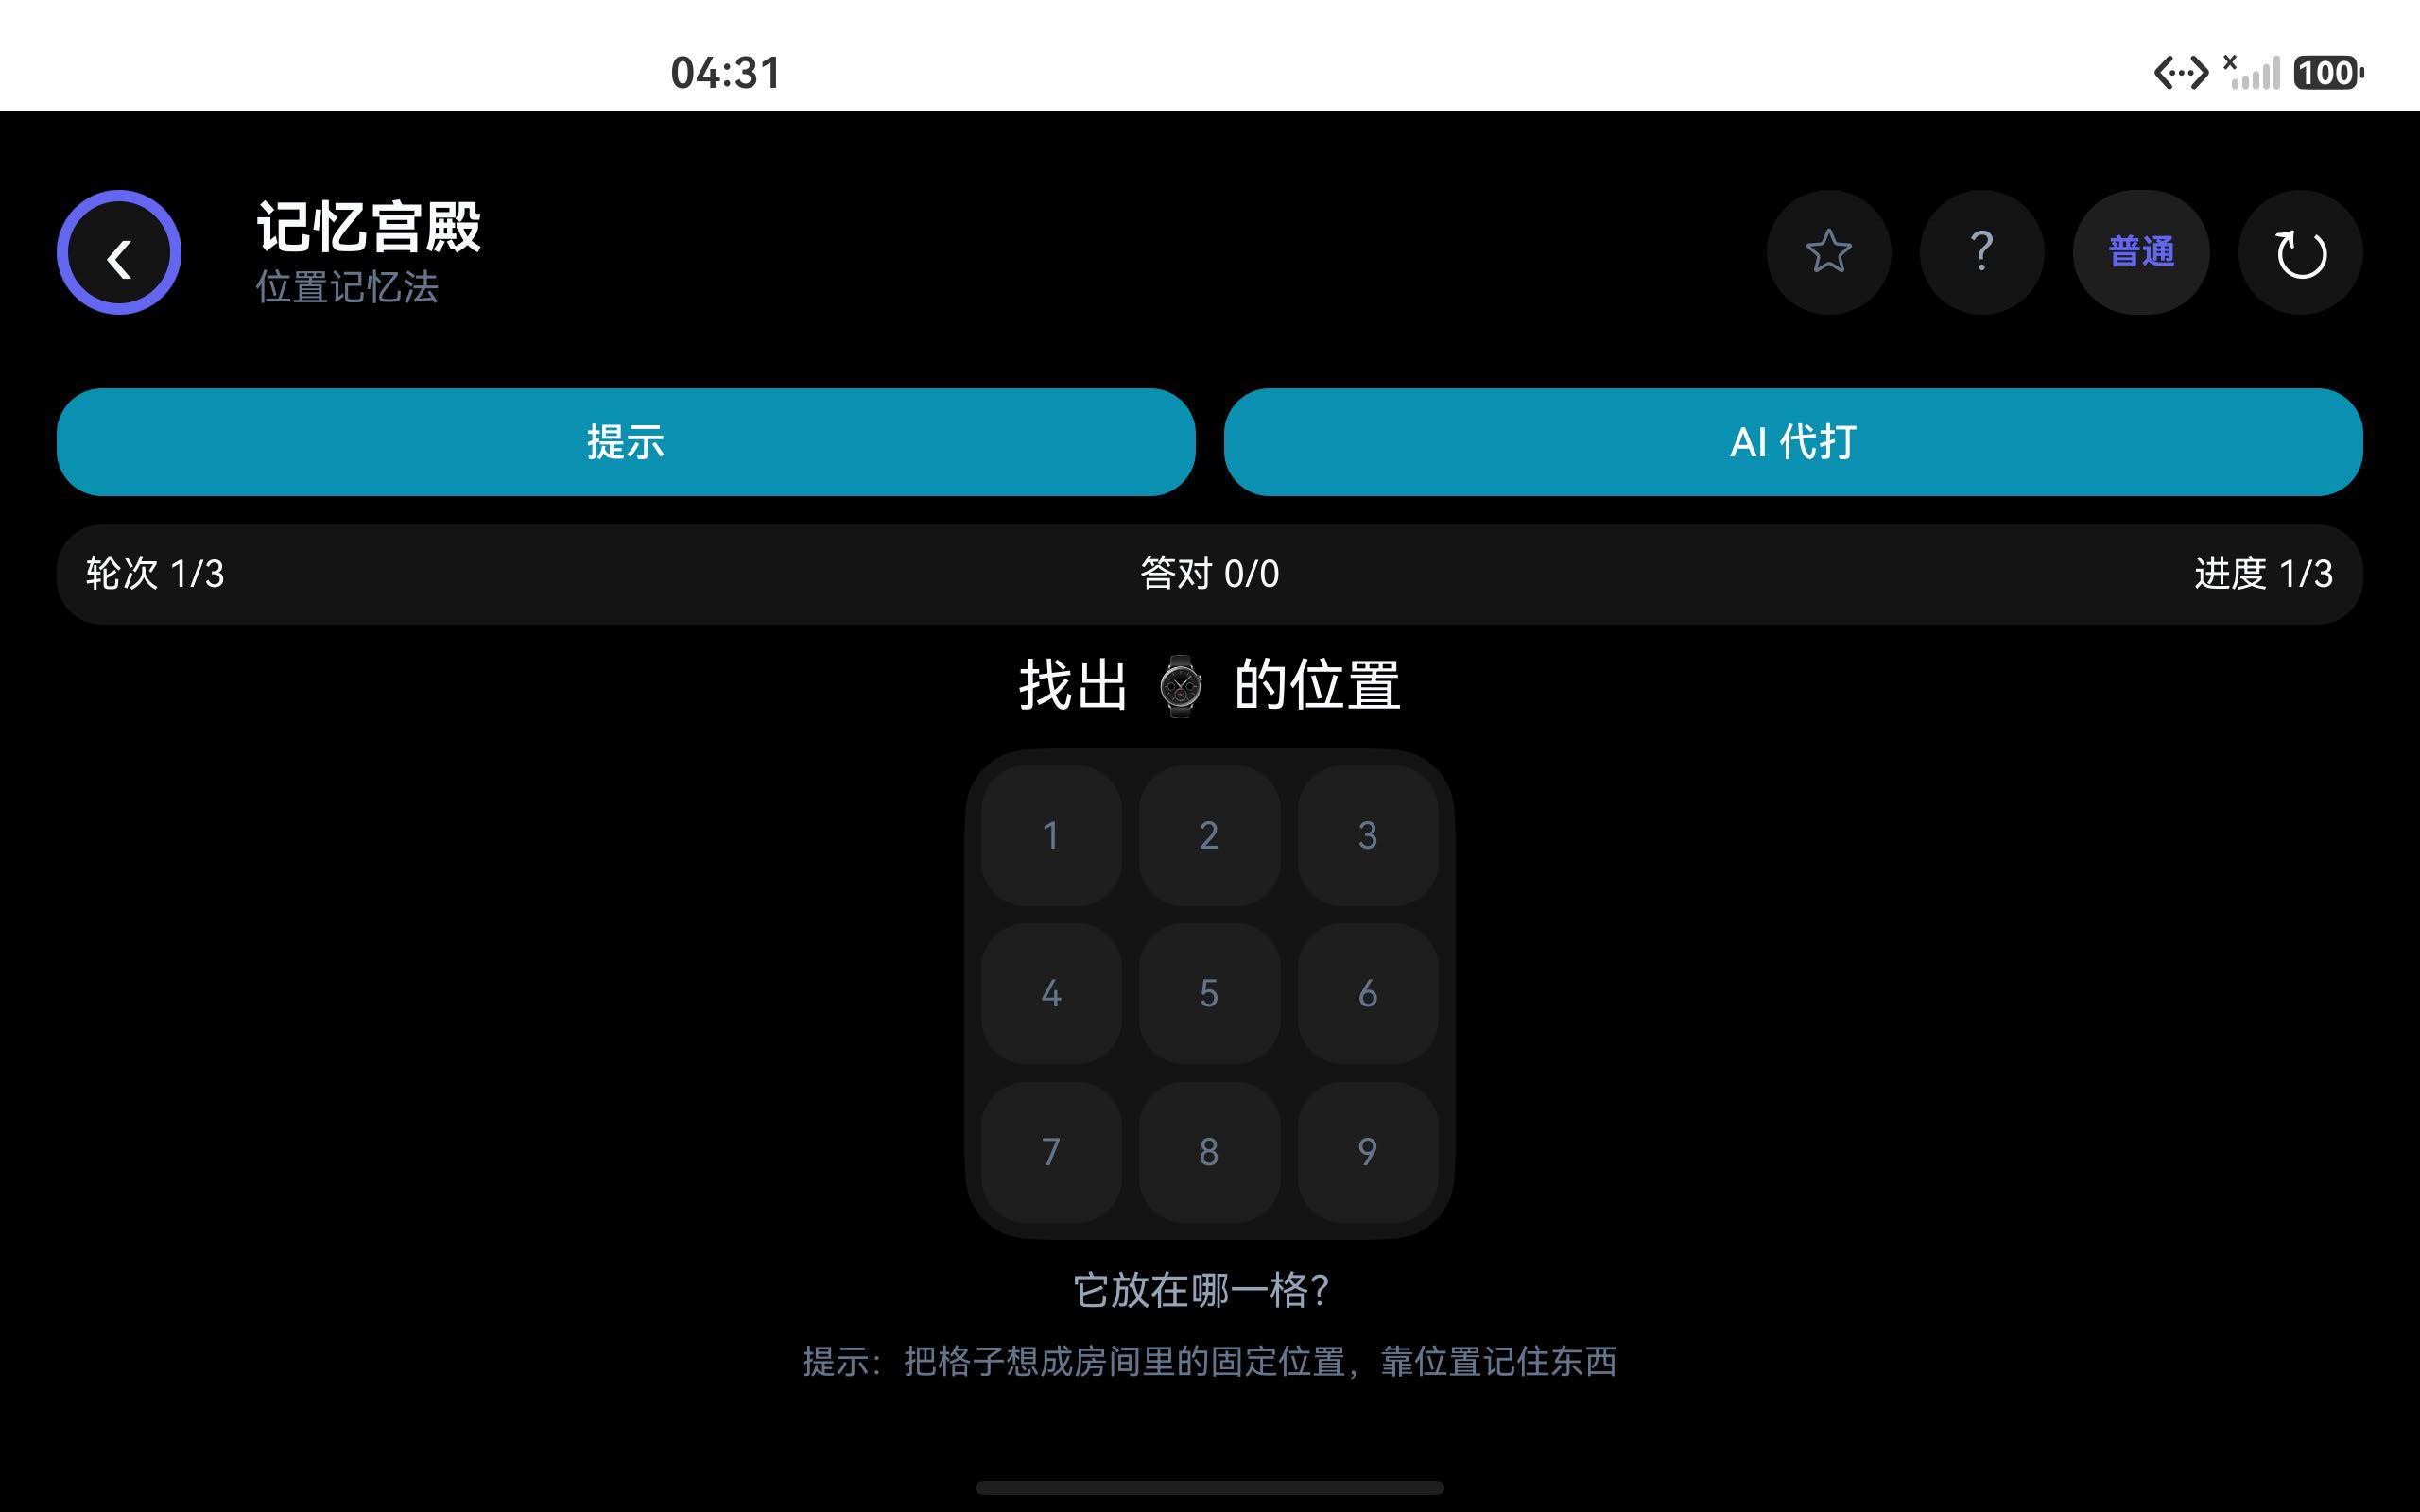 04:31
100
记忆宫殿
位置记忆法
?
普通
提示
AI 代打
轮次 1/3
答对 0/0
进度 1/3
找出 ⌚ 的位置
1 2 3
4 5 6
7 8 9
它放在哪一格？
提示：把格子想成房间里的固定位置，靠位置记住东西